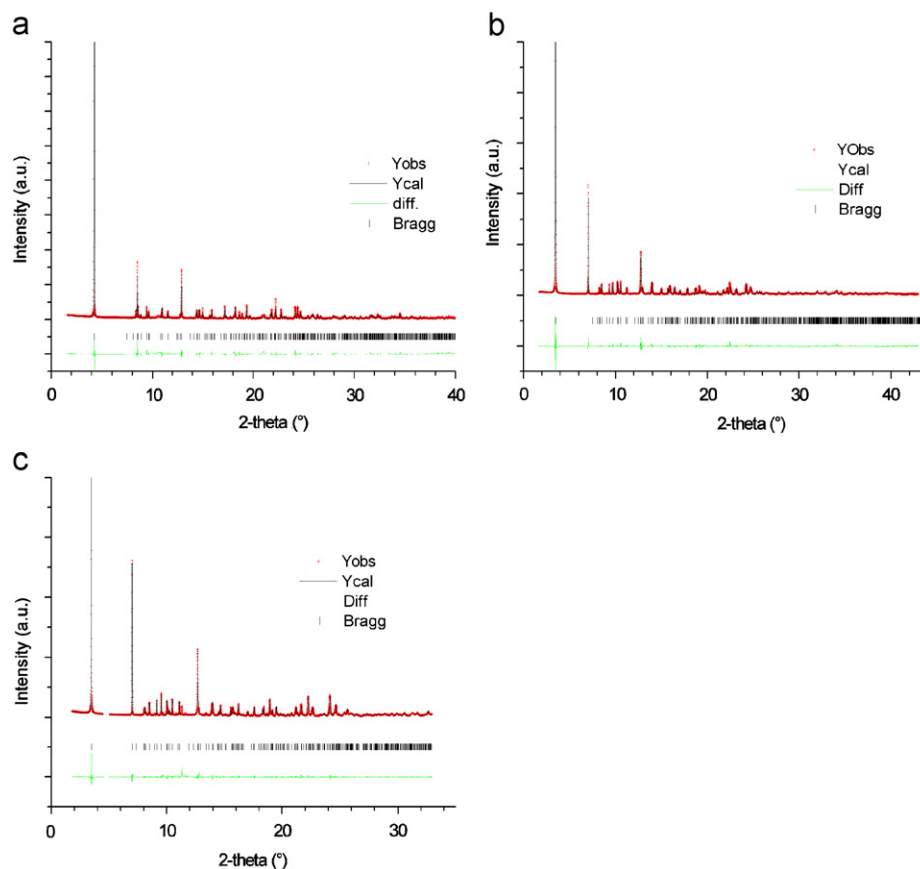 a
Intensity (a.u.)
Yobs
Ycal
diff.
Bragg
0 10 20 30 40
2-theta (°)
b
Intensity (a.u.)
YObs
Ycal
Diff
Bragg
0 10 20 30 40
2-theta (°)
c
Intensity (a.u.)
Yobs
Ycal
Diff
Bragg
0 10 20 30
2-theta (°)